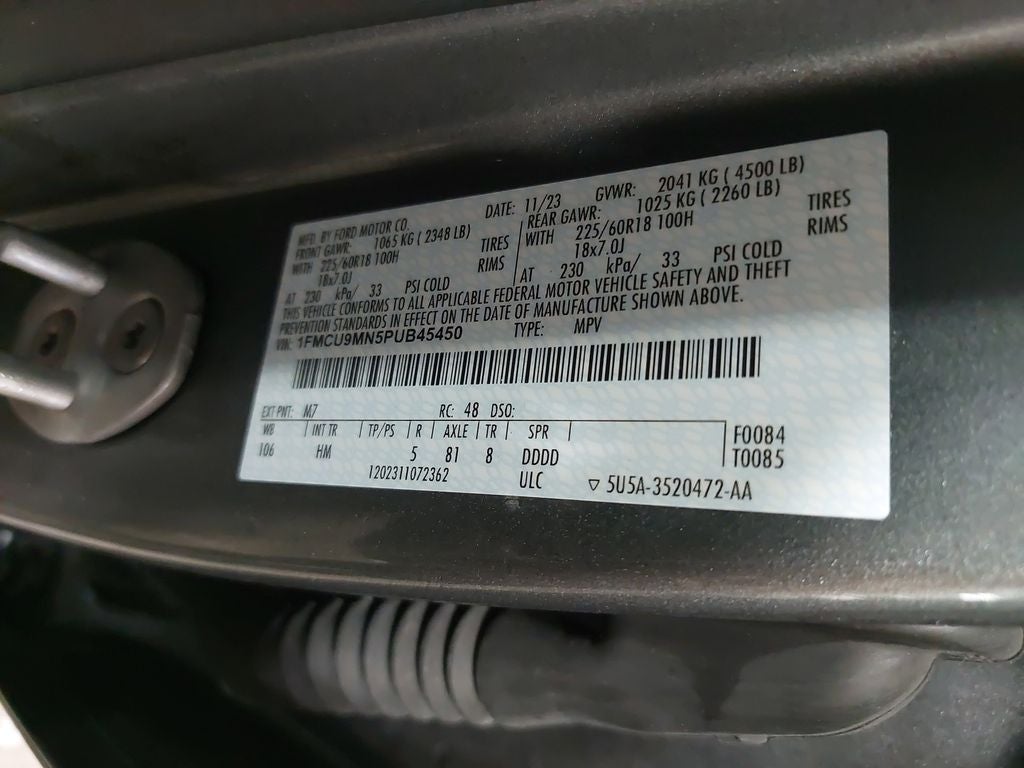 MFD. BY FORD MOTOR CO. DATE: 11/23 GVWR: 2041 KG ( 4500 LB)
FRONT GAWR: 1065 KG ( 2348 LB) REAR GAWR: 1025 KG ( 2260 LB)
WITH 225/60R18 100H TIRES WITH 225/60R18 100H TIRES
18x7.0J RIMS 18x7.0J RIMS
AT 230 kPa/ 33 PSI COLD AT 230 kPa/ 33 PSI COLD
THIS VEHICLE CONFORMS TO ALL APPLICABLE FEDERAL MOTOR VEHICLE SAFETY AND THEFT
PREVENTION STANDARDS IN EFFECT ON THE DATE OF MANUFACTURE SHOWN ABOVE.
VIN: 1FMCU9MN5PUB45450 TYPE: MPV
EXT PNT: M7 RC: 48 DSO:
WB INT TR TP/PS R AXLE TR SPR F0084
106 HM 5 81 8 DDDD T0085
1202311072362 ULC ▽ 5U5A-3520472-AA